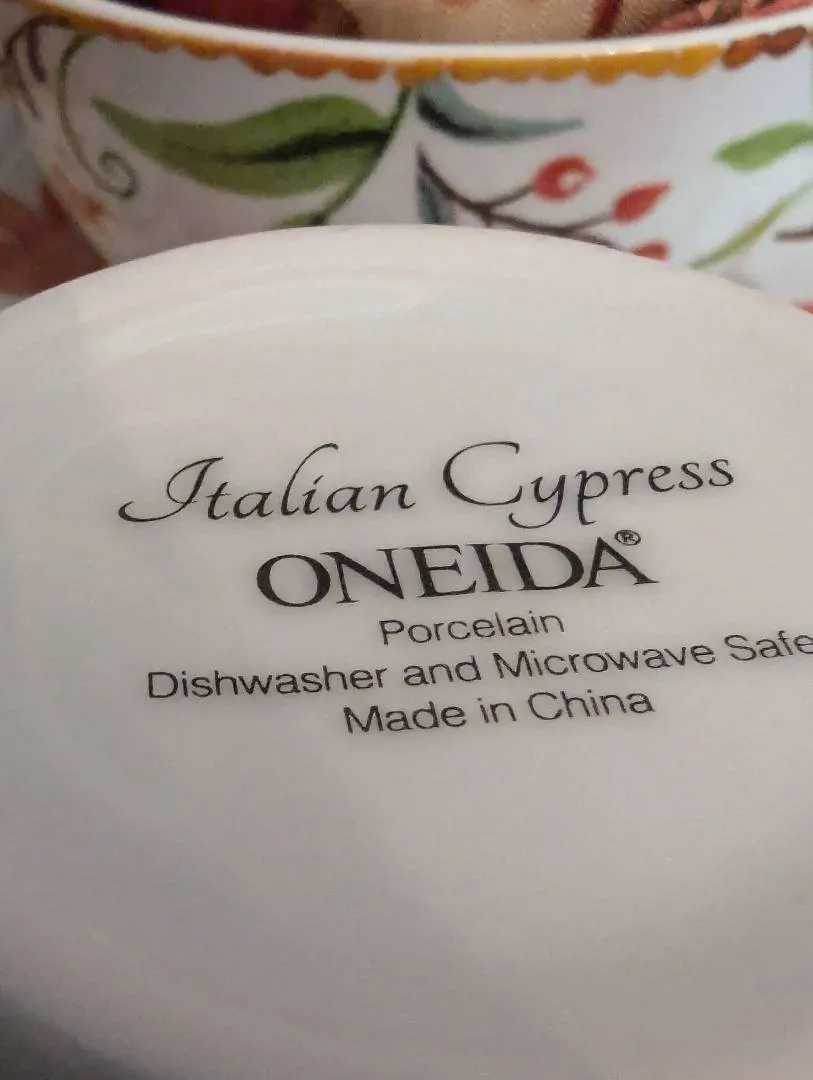 Italian Cypress
ONEIDA®
Porcelain
Dishwasher and Microwave Safe
Made in China